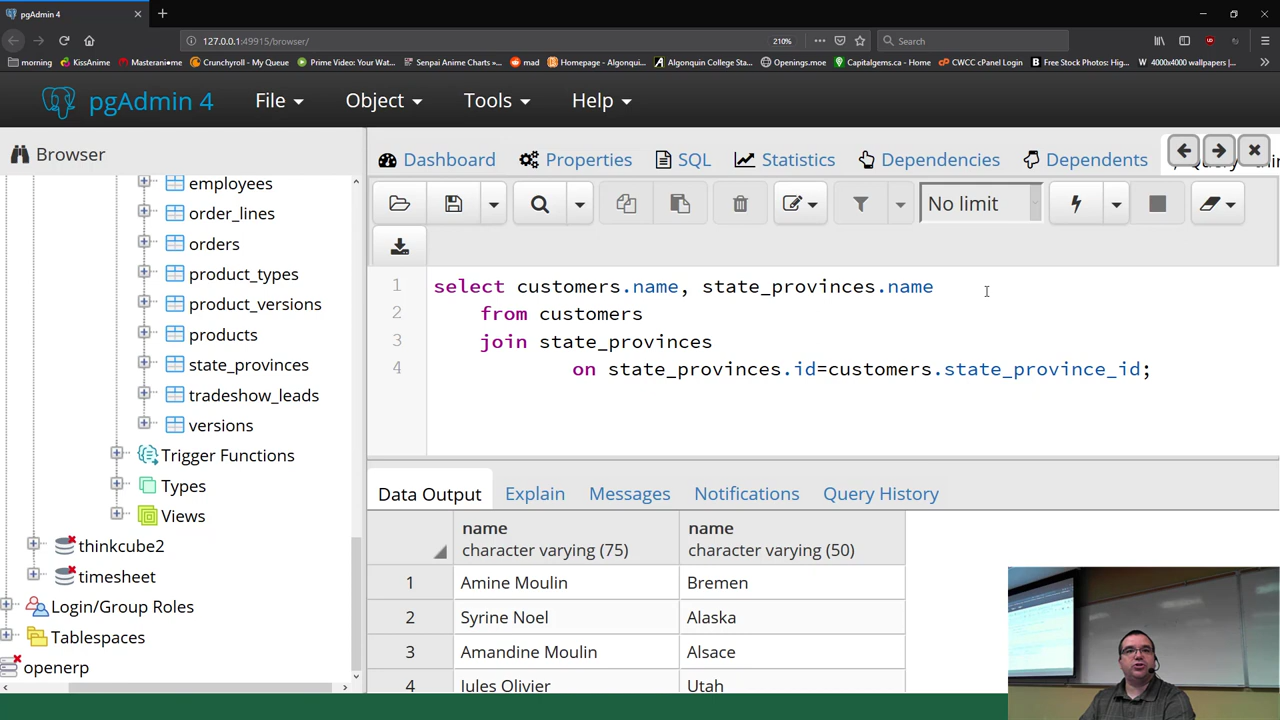 pgAdmin 4
127.0.0.1:49915/browser/
210%
Search
morning
KissAnime
Masterani•me
Crunchyroll - My Queue
Prime Video: Your Wat...
Senpai Anime Charts •...
mad
Homepage - Algonqui...
Algonquin College Sta...
Openings.moe
Capitalgems.ca - Home
CWCC cPanel Login
Free Stock Photos: Hig...
4000x4000 wallpapers |...
pgAdmin 4
File
Object
Tools
Help
Browser
Dashboard
Properties
SQL
Statistics
Dependencies
Dependents
employees
order_lines
orders
product_types
product_versions
products
state_provinces
tradeshow_leads
versions
Trigger Functions
Types
Views
thinkcube2
timesheet
Login/Group Roles
Tablespaces
openerp
No limit
1 select customers.name, state_provinces.name
2 from customers
3 join state_provinces
4 on state_provinces.id=customers.state_province_id;
Data Output
Explain
Messages
Notifications
Query History
name name
character varying (75) character varying (50)
1 Amine Moulin Bremen
2 Syrine Noel Alaska
3 Amandine Moulin Alsace
4 Jules Olivier Utah